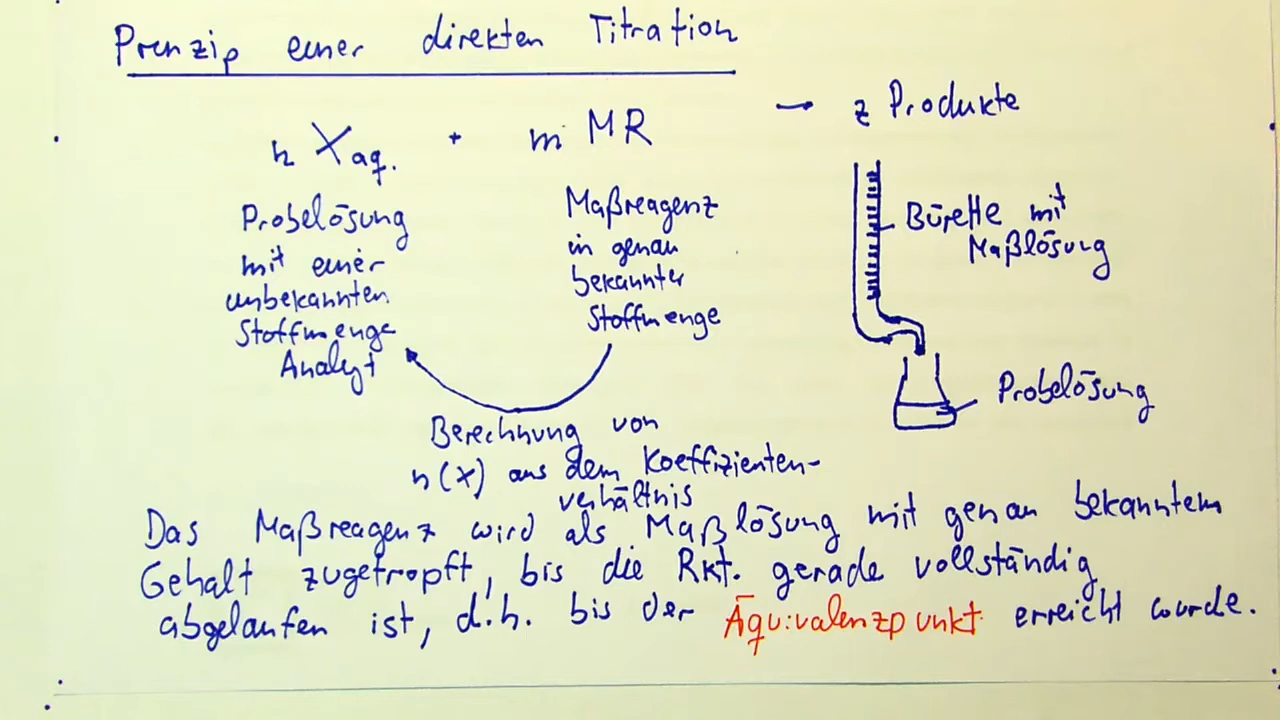 Prinzip einer direkten Titration
n Xaq. + m MR → z Produkte
Probelösung
mit einer
unbekannten
Stoffmenge
Analyt
Maßreagenz
in genau
bekannter
Stoffmenge
Bürette mit
Maßlösung
Probelösung
Berechnung von
n(X) aus dem Koeffizienten-
verhältnis
Das Maßreagenz wird als Maßlösung mit genau bekanntem
Gehalt zugetropft, bis die Rkt. gerade vollständig
abgelaufen ist, d.h. bis der Äquivalenzpunkt erreicht wurde.